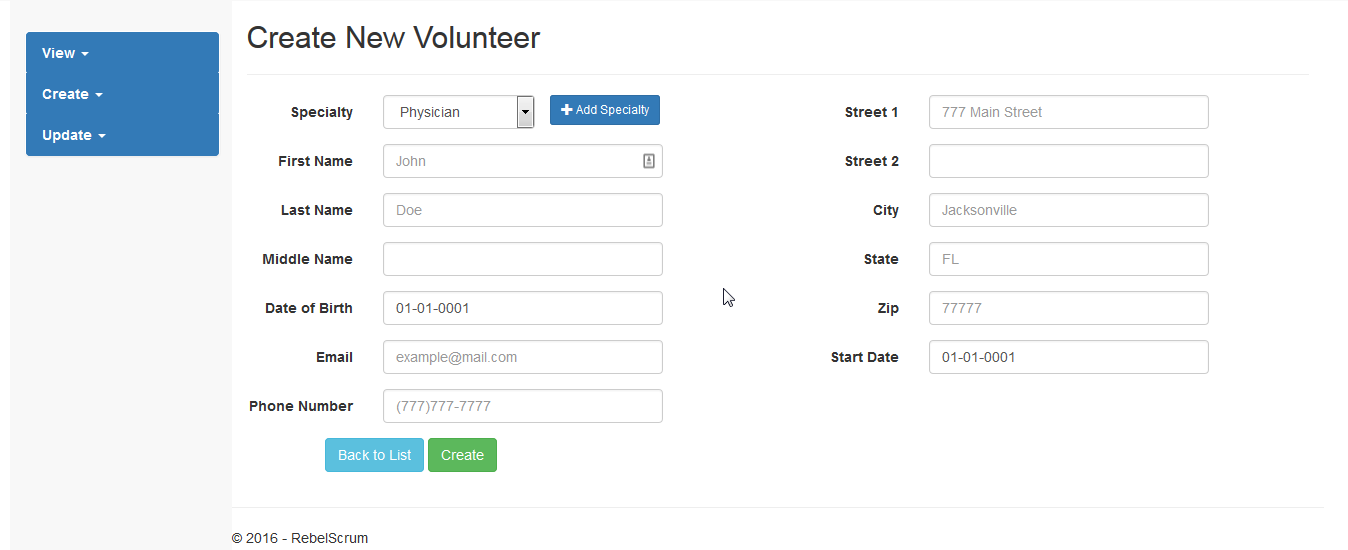 View
Create
Update
Create New Volunteer
Specialty Physician Add Specialty
First Name John
Last Name Doe
Middle Name
Date of Birth 01-01-0001
Email example@mail.com
Phone Number (777)777-7777
Street 1 777 Main Street
Street 2
City Jacksonville
State FL
Zip 77777
Start Date 01-01-0001
Back to List Create
© 2016 - RebelScrum